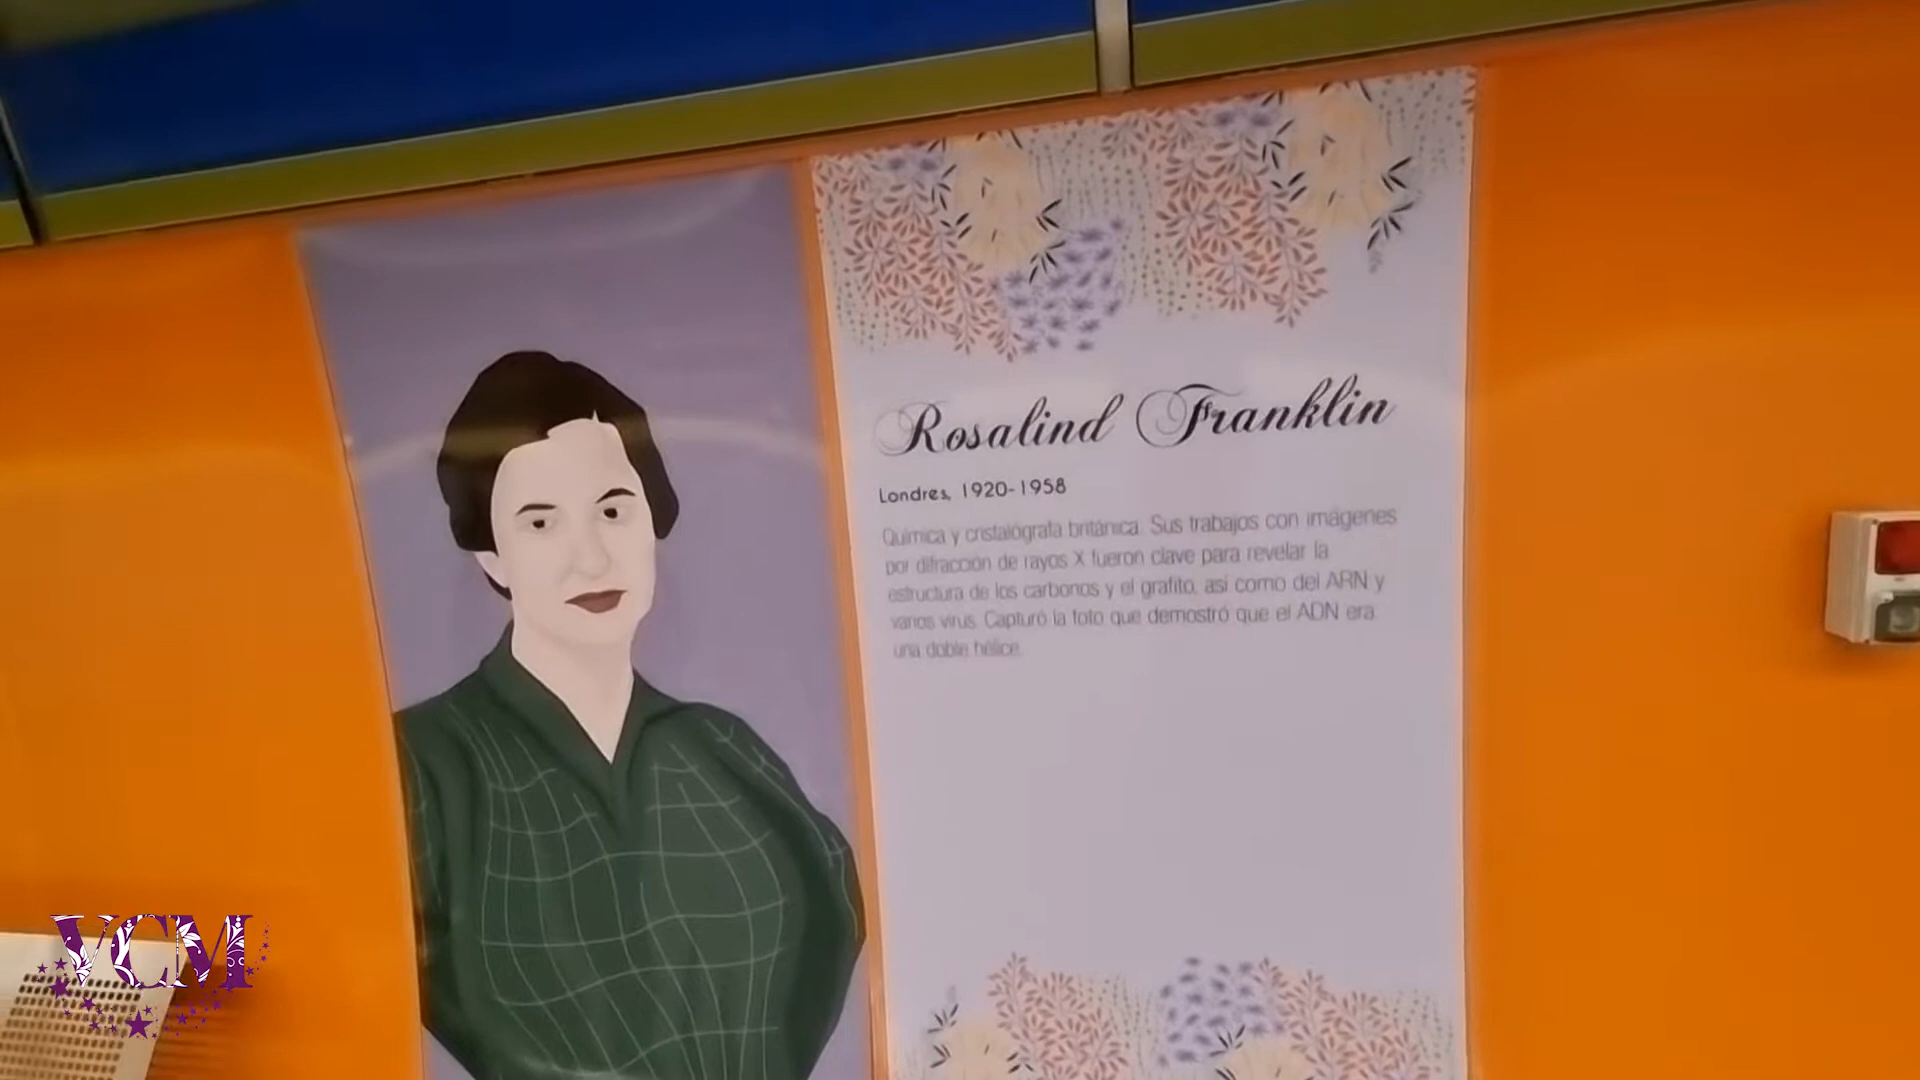 Rosalind Franklin
Londres, 1920-1958
Química y cristalógrafa británica. Sus trabajos con imágenes
por difracción de rayos X fueron clave para revelar la
estructura de los carbonos y el grafito, así como del ARN y
varios virus. Capturó la foto que demostró que el ADN era
una doble hélice.
VCM